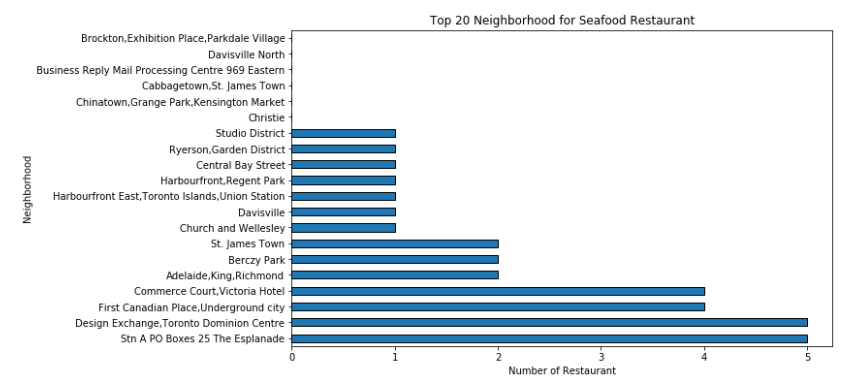 Top 20 Neighborhood for Seafood Restaurant
Brockton,Exhibition Place,Parkdale Village
Davisville North
Business Reply Mail Processing Centre 969 Eastern
Cabbagetown,St. James Town
Chinatown,Grange Park,Kensington Market
Christie
Studio District
Ryerson,Garden District
Central Bay Street
Harbourfront,Regent Park
Harbourfront East,Toronto Islands,Union Station
Davisville
Church and Wellesley
St. James Town
Berczy Park
Adelaide,King,Richmond
Commerce Court,Victoria Hotel
First Canadian Place,Underground city
Design Exchange,Toronto Dominion Centre
Stn A PO Boxes 25 The Esplanade
Neighborhood
0 1 2 3 4 5
Number of Restaurant